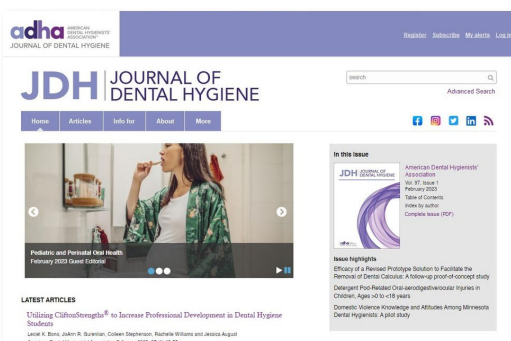 adha AMERICAN
DENTAL HYGIENISTS'
ASSOCIATION
JOURNAL OF DENTAL HYGIENE
Register Subscribe My alerts Log in
JDH JOURNAL OF
DENTAL HYGIENE
search
Advanced Search
Home Articles Info for About More
Pediatric and Perinatal Oral Health
February 2023 Guest Editorial
In this issue
JDH JOURNAL OF
DENTAL HYGIENE
adha
American Dental Hygienists'
Association
Vol. 97, Issue 1
February 2023
Table of Contents
Index by author
Complete Issue (PDF)
Issue highlights
Efficacy of a Revised Prototype Solution to Facilitate the
Removal of Dental Calculus: A follow-up proof-of-concept study
Detergent Pod-Related Oral-aerodigestive/ocular Injuries in
Children, Ages >0 to <18 years
Domestic Violence Knowledge and Attitudes Among Minnesota
Dental Hygienists: A pilot study
LATEST ARTICLES
Utilizing CliftonStrengths® to Increase Professional Development in Dental Hygiene
Students
Leciel K. Bono, JoAnn R. Gurenlian, Colleen Stephenson, Rachelle Williams and Jessica August